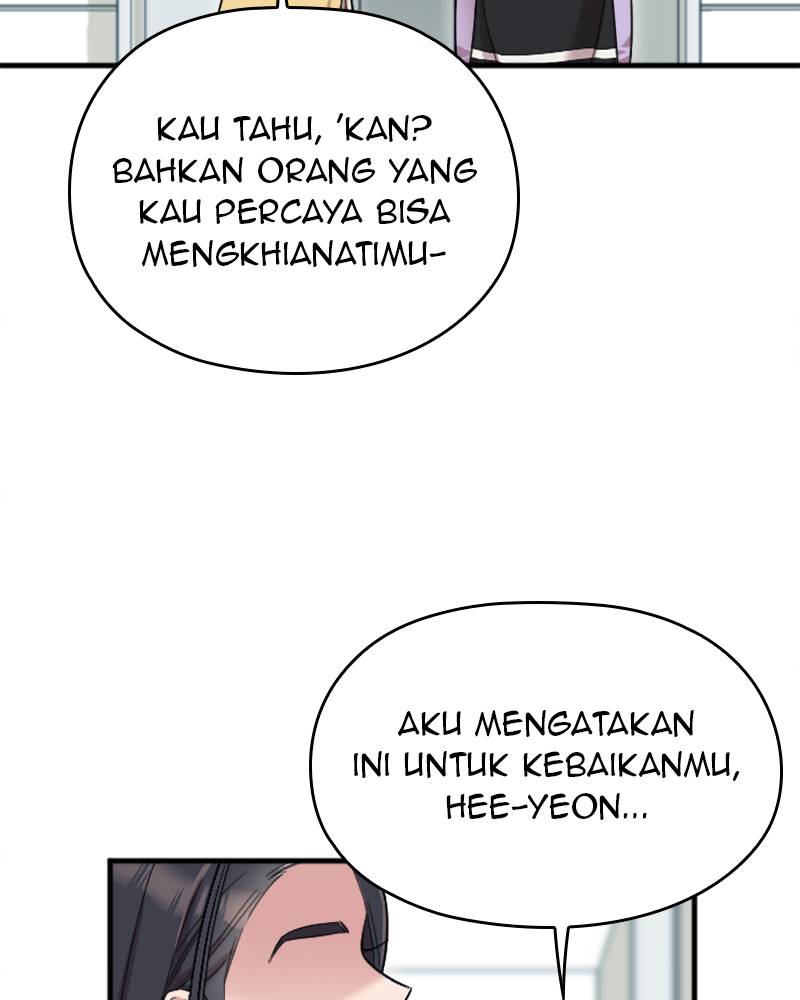 KAU TAHU, 'KAN?
BAHKAN ORANG YANG
KAU PERCAYA BISA
MENGKHIANATIMU-
AKU MENGATAKAN
INI UNTUK KEBAIKANMU,
HEE-YEON...